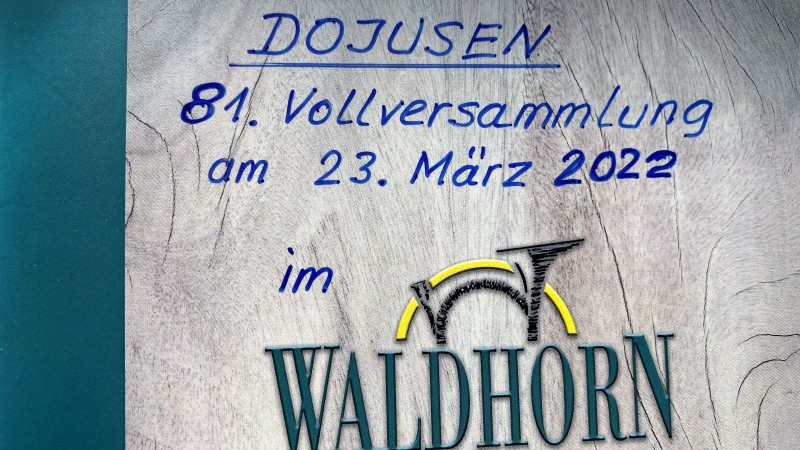 DOJUSEN
81. Vollversammlung
am 23. März 2022
im
WALDHORN